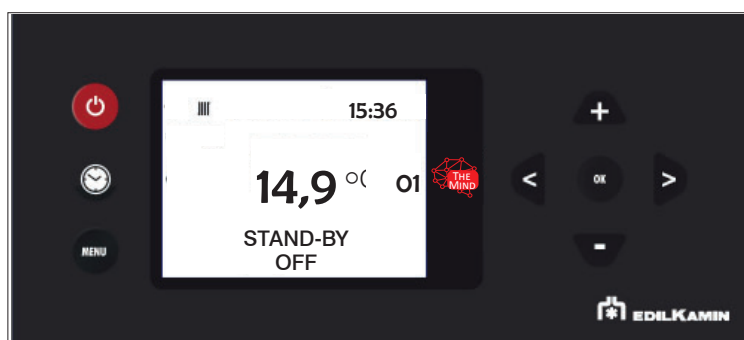 15:36
14,9 °C 01
THE
MIND
STAND-BY
OFF
MENU
OK
+
<
>
-
EDILKAMIN